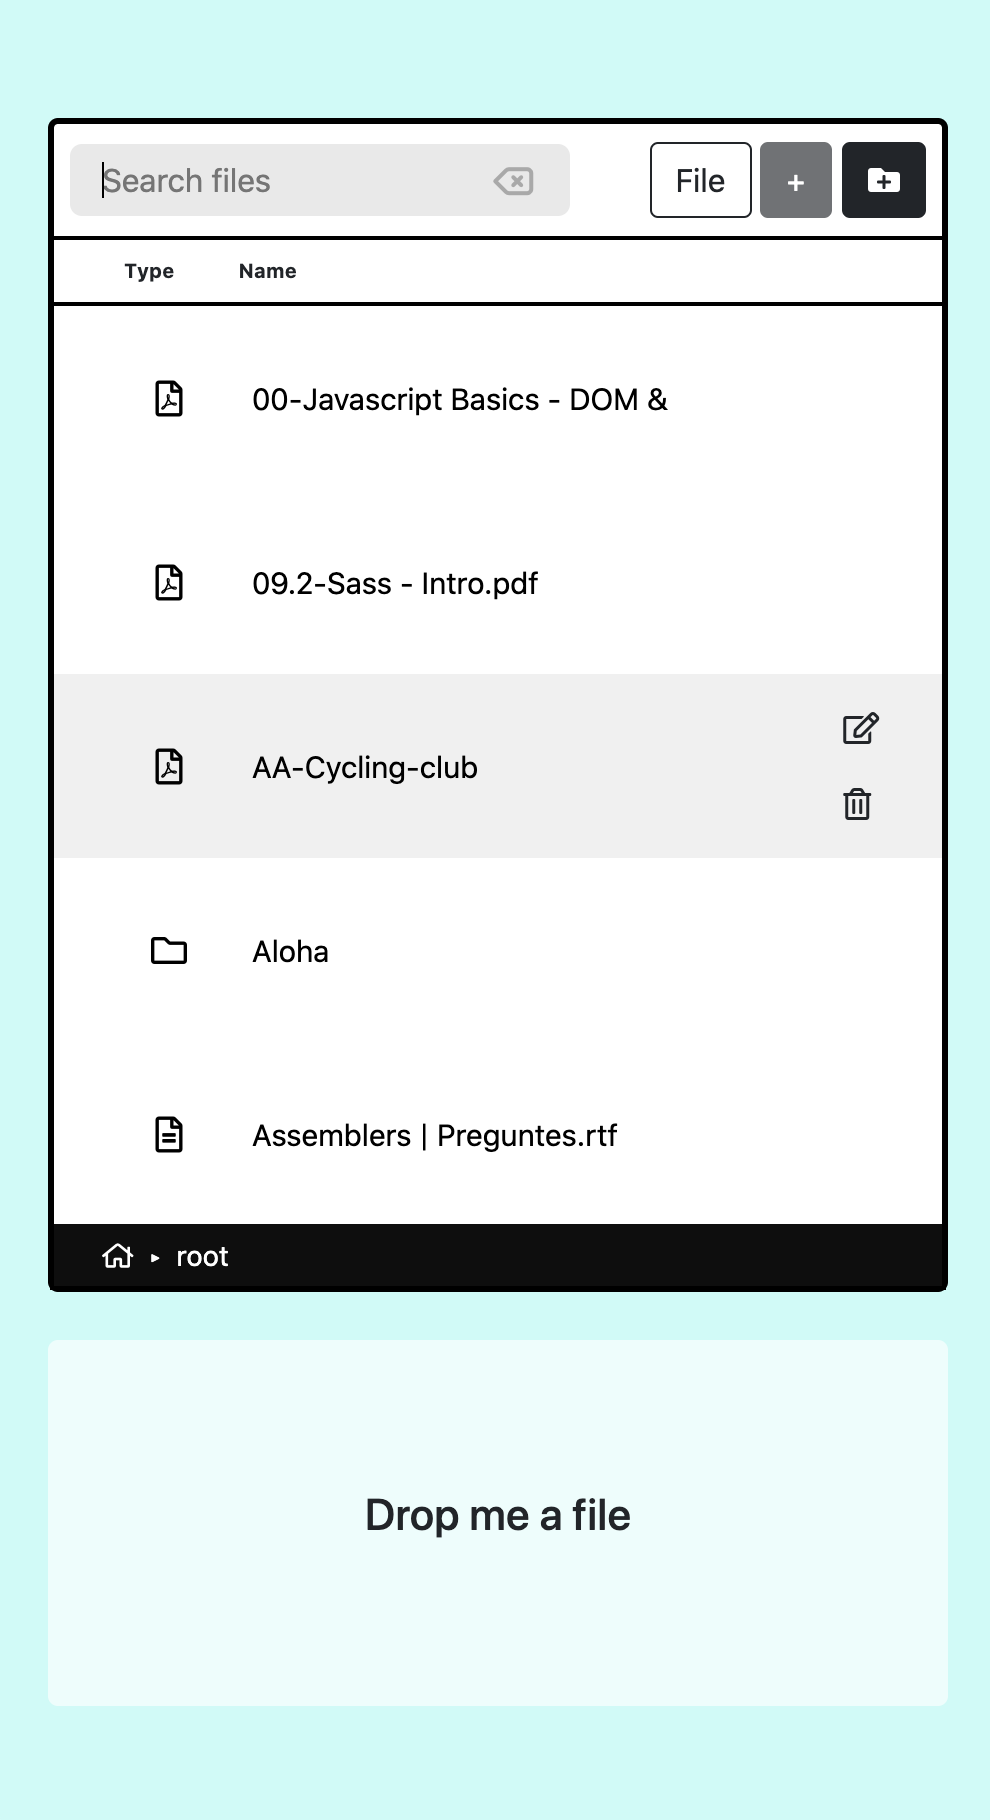 Search files File +
Type Name
00-Javascript Basics - DOM &
09.2-Sass - Intro.pdf
AA-Cycling-club
Aloha
Assemblers | Preguntes.rtf
root
Drop me a file